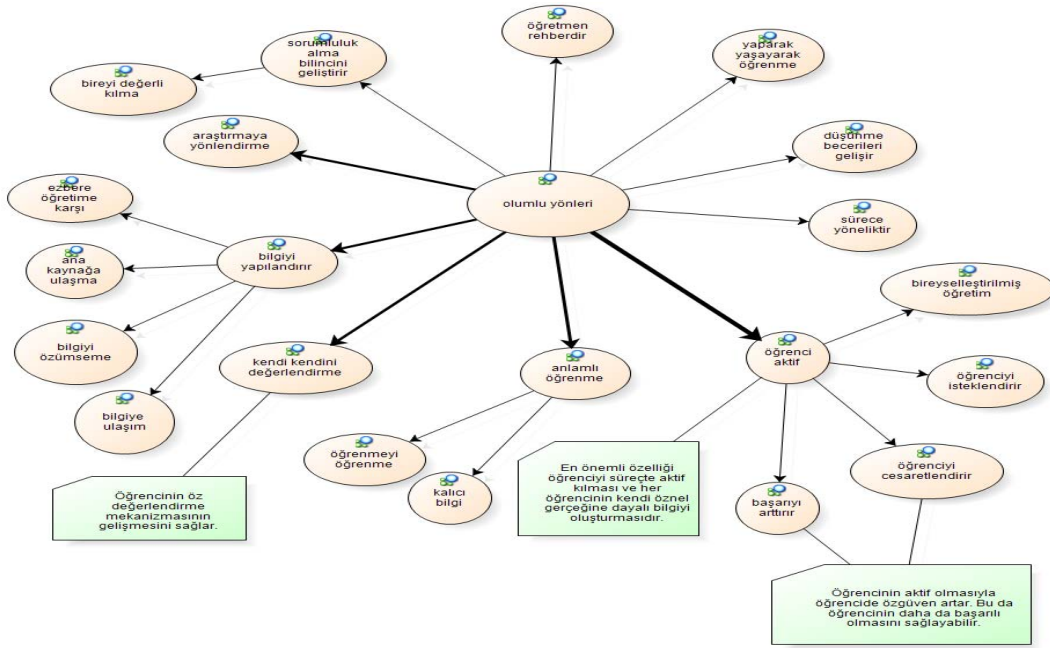 öğretmen
rehberdir
sorumluluk
alma
bilincini
geliştirir
yaparak
yaşayarak
öğrenme
bireyi değerli
kılma
araştırmaya
yönlendirme
düşünme
becerileri
gelişir
ezbere
öğretime
karşı
olumlu yönleri
sürece
yöneliktir
bilgiyi
yapılandırır
ana
kaynağa
ulaşma
bireyselleştirilmiş
öğretim
bilgiyi
özümseme
kendi kendini
değerlendirme
anlamlı
öğrenme
öğrenci
aktif
öğrenciyi
isteklendirir
bilgiye
ulaşım
öğrenmeyi
öğrenme
kalıcı
bilgi
öğrenciyi
cesaretlendirir
başarıyı
arttırır
Öğrencinin öz
değerlendirme
mekanizmasının
gelişmesini sağlar.
En önemli özelliği
öğrenciyi süreçte aktif
kılması ve her
öğrencinin kendi öznel
gerçeğine dayalı bilgiyi
oluşturmasıdır.
Öğrencinin aktif olmasıyla
öğrencide özgüven artar. Bu da
öğrencinin daha da başarılı
olmasını sağlayabilir.